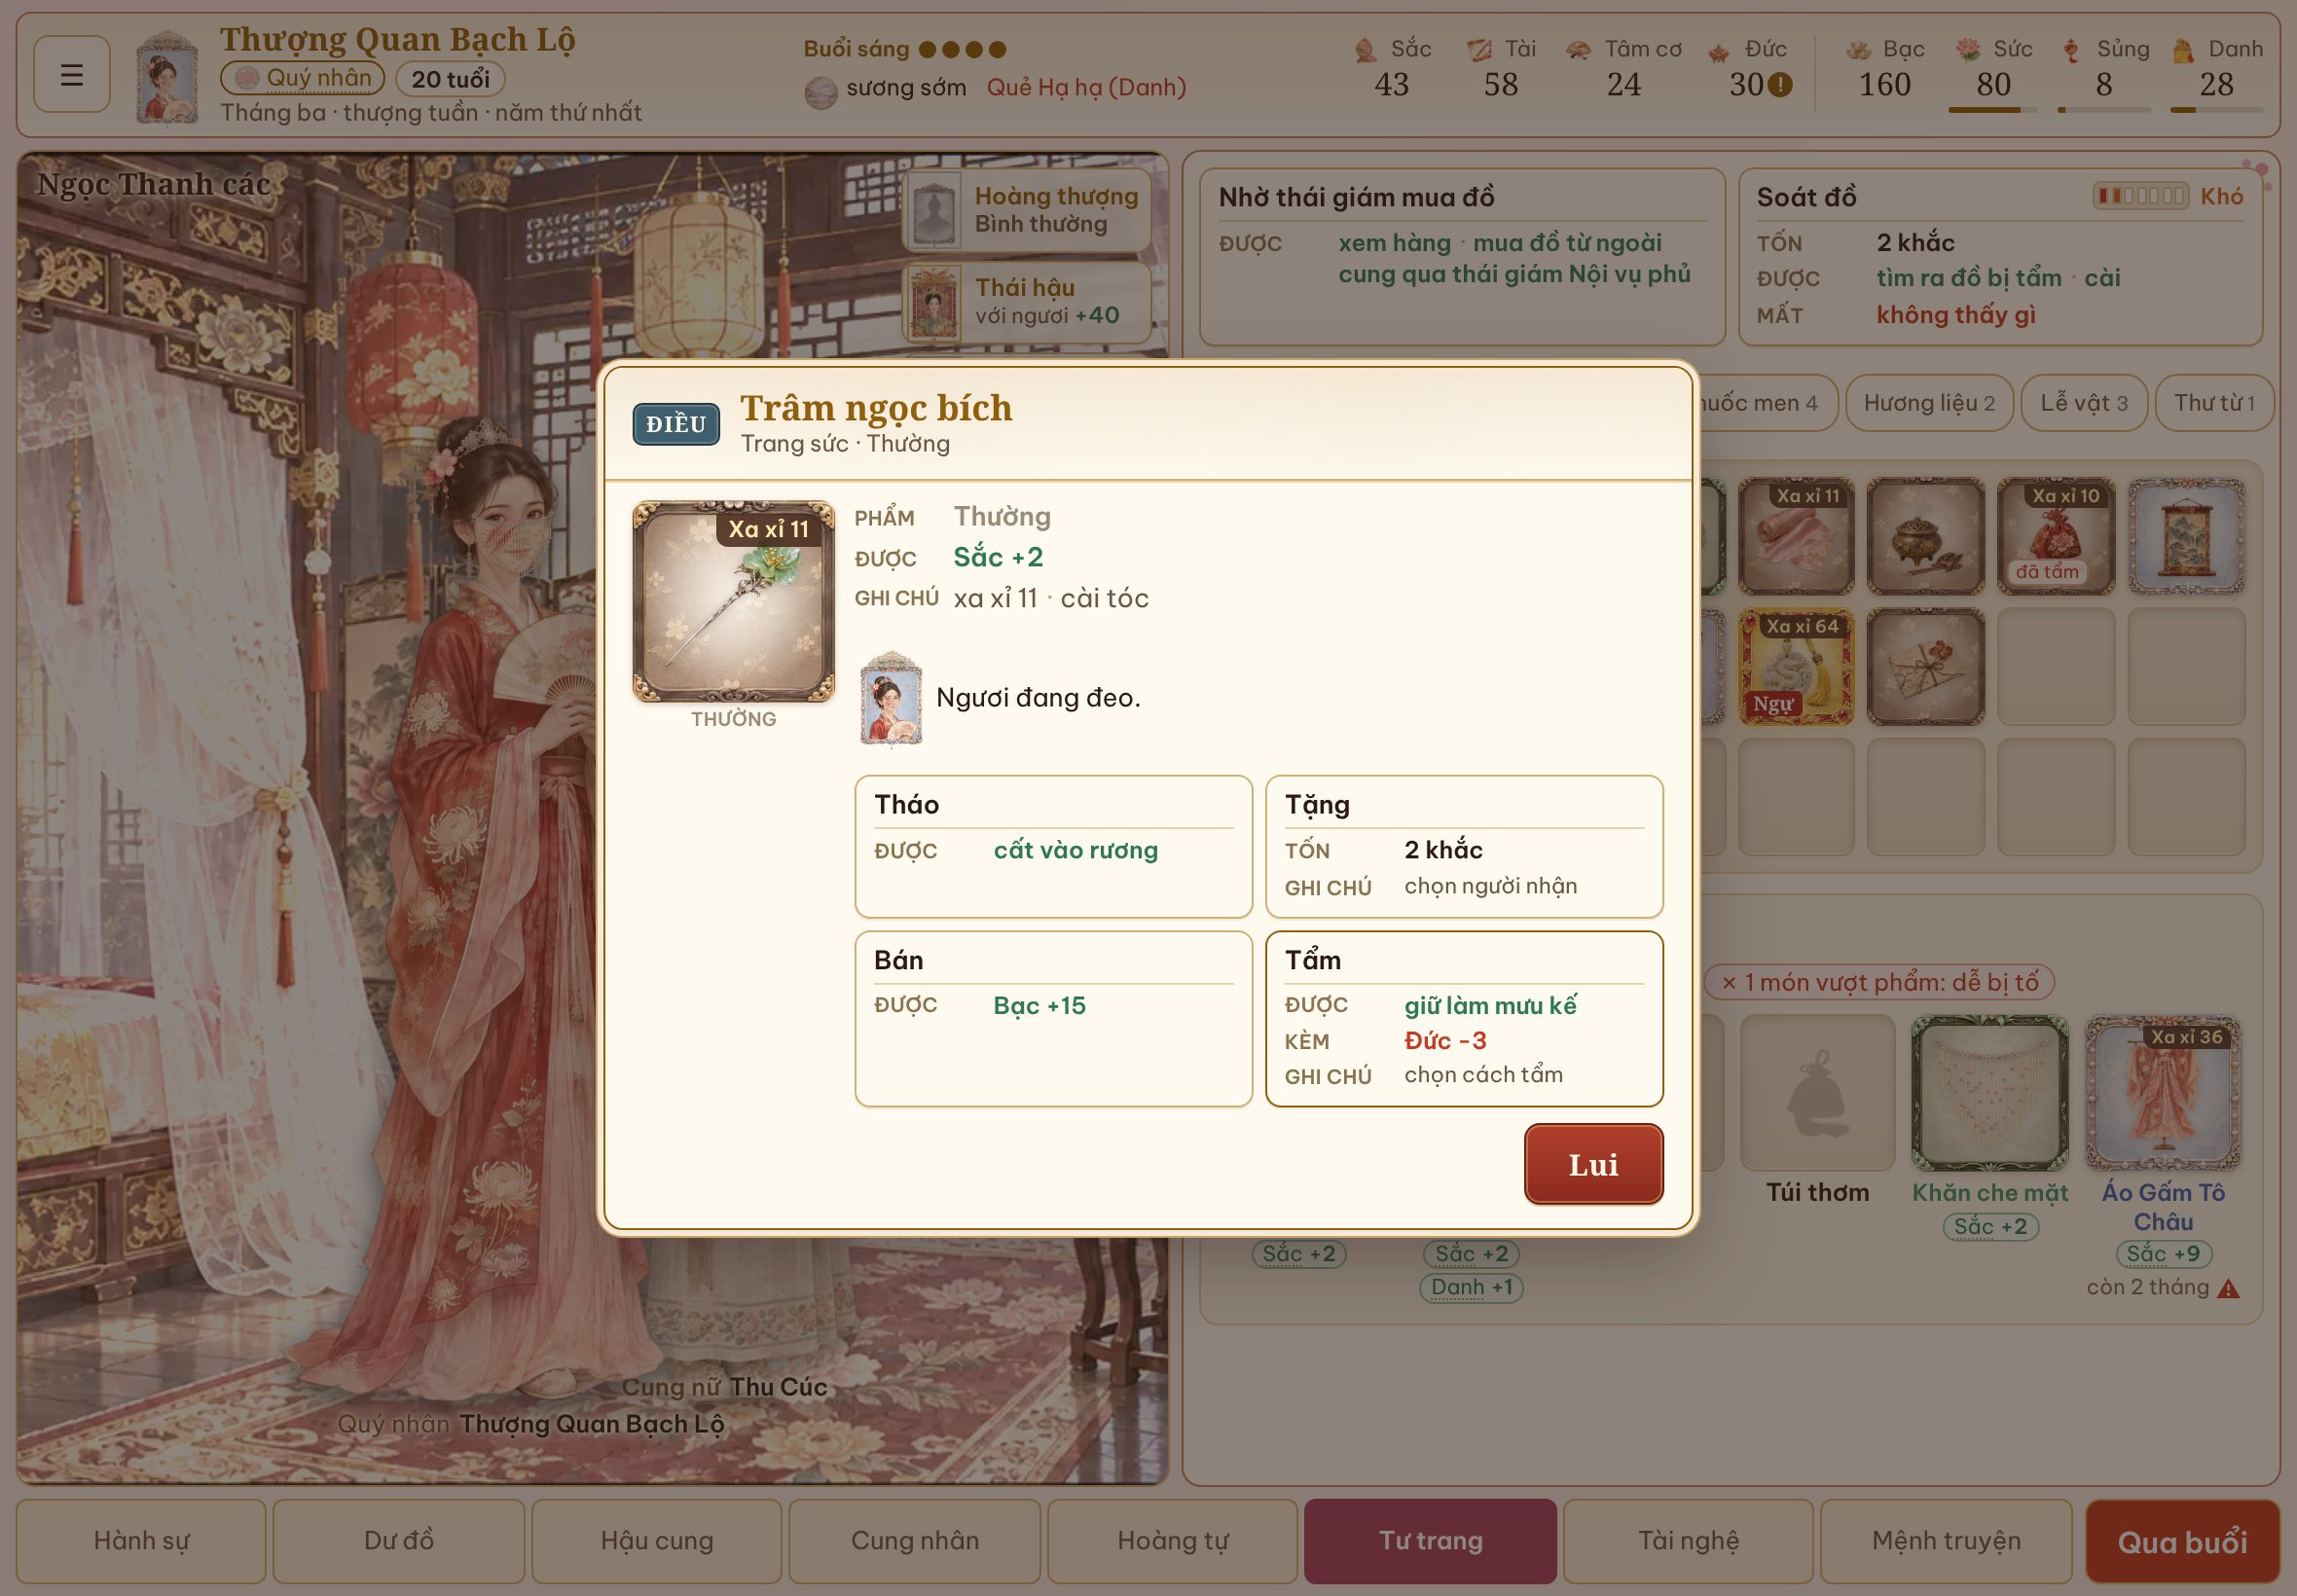 ☰
Thượng Quan Bạch Lộ
Quý nhân
20 tuổi
Tháng ba · thượng tuần · năm thứ nhất
Buổi sáng
sương sớm Quẻ Hạ hạ (Danh)
Sắc
43
Tài
58
Tâm cơ
24
Đức
30 !
Bạc
160
Sức
80
Sủng
8
Danh
28
Ngọc Thanh các
Hoàng thượng
Bình thường
Thái hậu
với ngươi +40
Nhờ thái giám mua đồ
ĐƯỢC xem hàng · mua đồ từ ngoài
cung qua thái giám Nội vụ phủ
Soát đồ Khó
TỐN 2 khắc
ĐƯỢC tìm ra đồ bị tẩm · cài
MẤT không thấy gì
men 4
Hương liệu 2
Lễ vật 3
Thư từ 1
ĐIỀU
Trâm ngọc bích
Trang sức · Thường
Xa xỉ 11
THƯỜNG
PHẨM Thường
ĐƯỢC Sắc +2
GHI CHÚ xa xỉ 11 · cài tóc
Ngươi đang đeo.
Tháo
ĐƯỢC cất vào rương
Tặng
TỐN 2 khắc
GHI CHÚ chọn người nhận
Bán
ĐƯỢC Bạc +15
Tẩm
ĐƯỢC giữ làm mưu kế
KÈM Đức -3
GHI CHÚ chọn cách tẩm
Lui
Xa xỉ 11
Xa xỉ 10
đã tẩm
Xa xỉ 64
Ngự
× 1 món vượt phẩm: dễ bị tố
Xa xỉ 36
Túi thơm
Khăn che mặt
Sắc +2
Áo Gấm Tô
Châu
Sắc +9
còn 2 tháng
Sắc +2
Sắc +2
Danh +1
Cung nữ Thu Cúc
Quý nhân Thượng Quan Bạch Lộ
Hành sự
Dư đồ
Hậu cung
Cung nhân
Hoàng tự
Tư trang
Tài nghệ
Mệnh truyện
Qua buổi